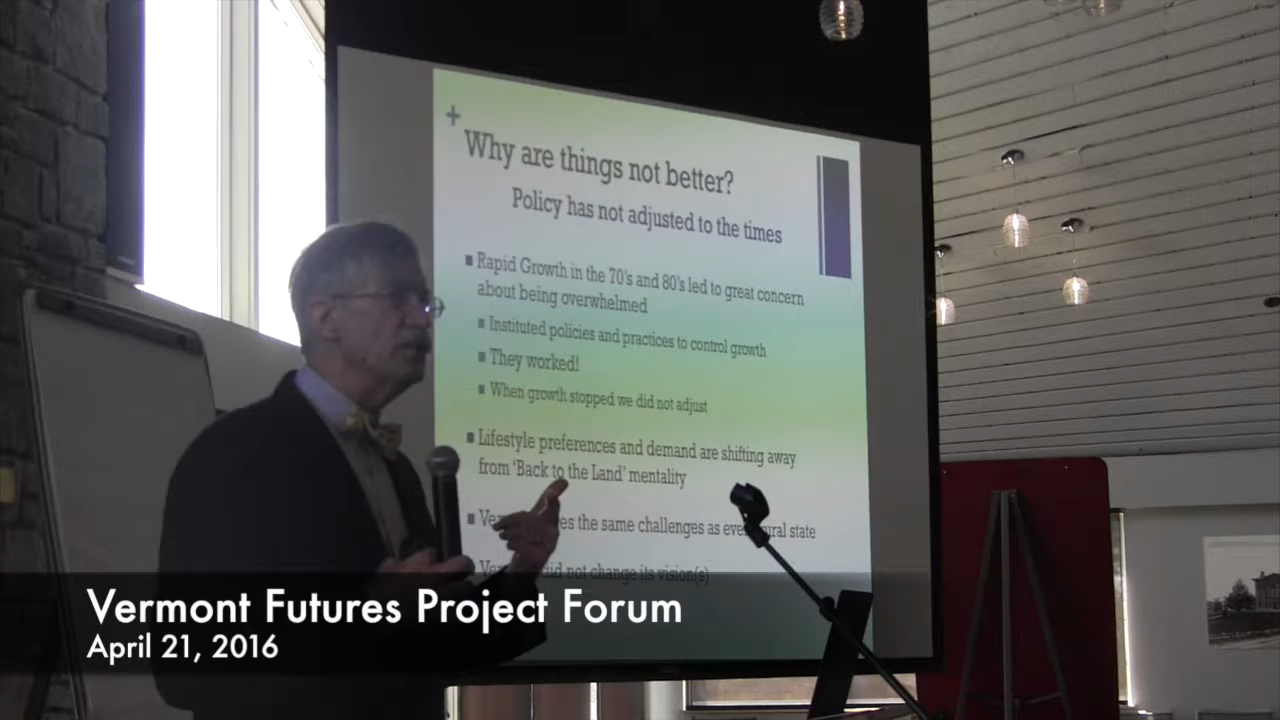 +
Why are things not better?
Policy has not adjusted to the times
■ Rapid Growth in the 70's and 80's led to great concern
about being overwhelmed
■ Instituted policies and practices to control growth
■ They worked!
■ When growth stopped we did not adjust
■ Lifestyle preferences and demand are shifting away
from 'Back to the Land' mentality
■ the same challenges as state
did not change its vision(s)
Vermont Futures Project Forum
April 21, 2016